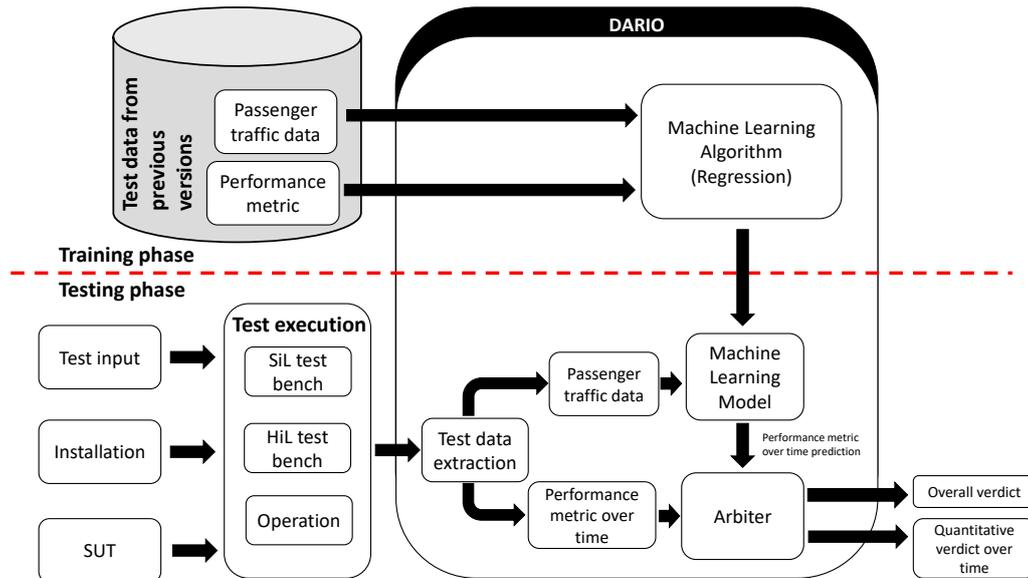 DARIO
Test data from
previous
versions
Passenger
traffic data
Performance
metric
Machine Learning
Algorithm
(Regression)
Training phase
Testing phase
Test input
Installation
SUT
Test execution
SiL test
bench
HiL test
bench
Operation
Test data
extraction
Passenger
traffic data
Performance
metric over
time
Machine
Learning
Model
Performance metric
over time prediction
Arbiter
Overall verdict
Quantitative
verdict over
time